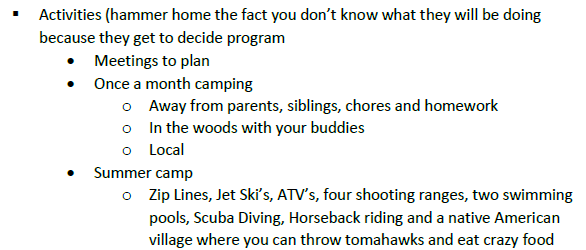 ▪ Activities (hammer home the fact you don’t know what they will be doing
because they get to decide program
• Meetings to plan
• Once a month camping
o Away from parents, siblings, chores and homework
o In the woods with your buddies
o Local
• Summer camp
o Zip Lines, Jet Ski’s, ATV’s, four shooting ranges, two swimming
pools, Scuba Diving, Horseback riding and a native American
village where you can throw tomahawks and eat crazy food